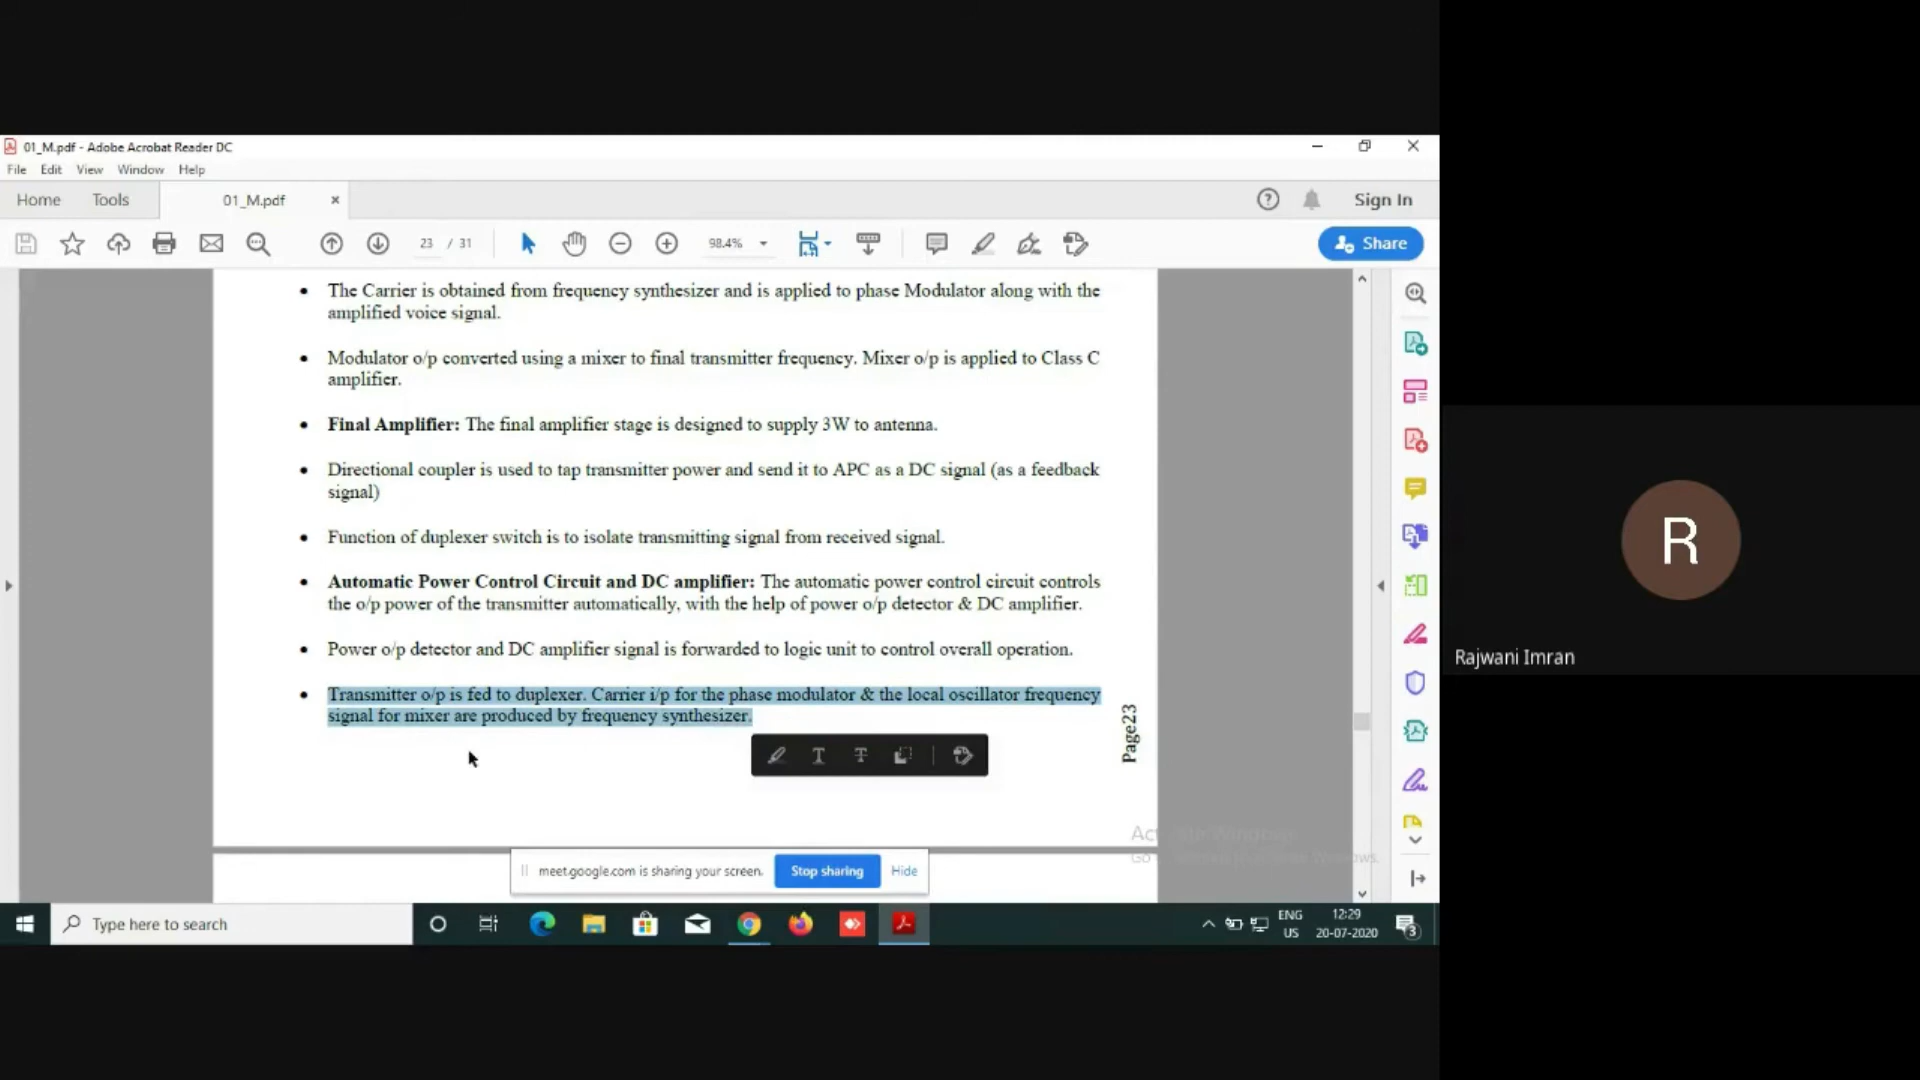 01_M.pdf - Adobe Acrobat Reader DC
File Edit View Window Help
Home Tools 01_M.pdf Sign In
23 / 31 98.4% Share
• The Carrier is obtained from frequency synthesizer and is applied to phase Modulator along with the
amplified voice signal.
• Modulator o/p converted using a mixer to final transmitter frequency. Mixer o/p is applied to Class C
amplifier.
• Final Amplifier: The final amplifier stage is designed to supply 3W to antenna.
• Directional coupler is used to tap transmitter power and send it to APC as a DC signal (as a feedback
signal)
• Function of duplexer switch is to isolate transmitting signal from received signal.
• Automatic Power Control Circuit and DC amplifier: The automatic power control circuit controls
the o/p power of the transmitter automatically, with the help of power o/p detector & DC amplifier.
• Power o/p detector and DC amplifier signal is forwarded to logic unit to control overall operation.
• Transmitter o/p is fed to duplexer. Carrier i/p for the phase modulator & the local oscillator frequency
signal for mixer are produced by frequency synthesizer.
Page23
meet.google.com is sharing your screen. Stop sharing Hide
Type here to search
ENG
US
12:29
20-07-2020
3
R
Rajwani Imran